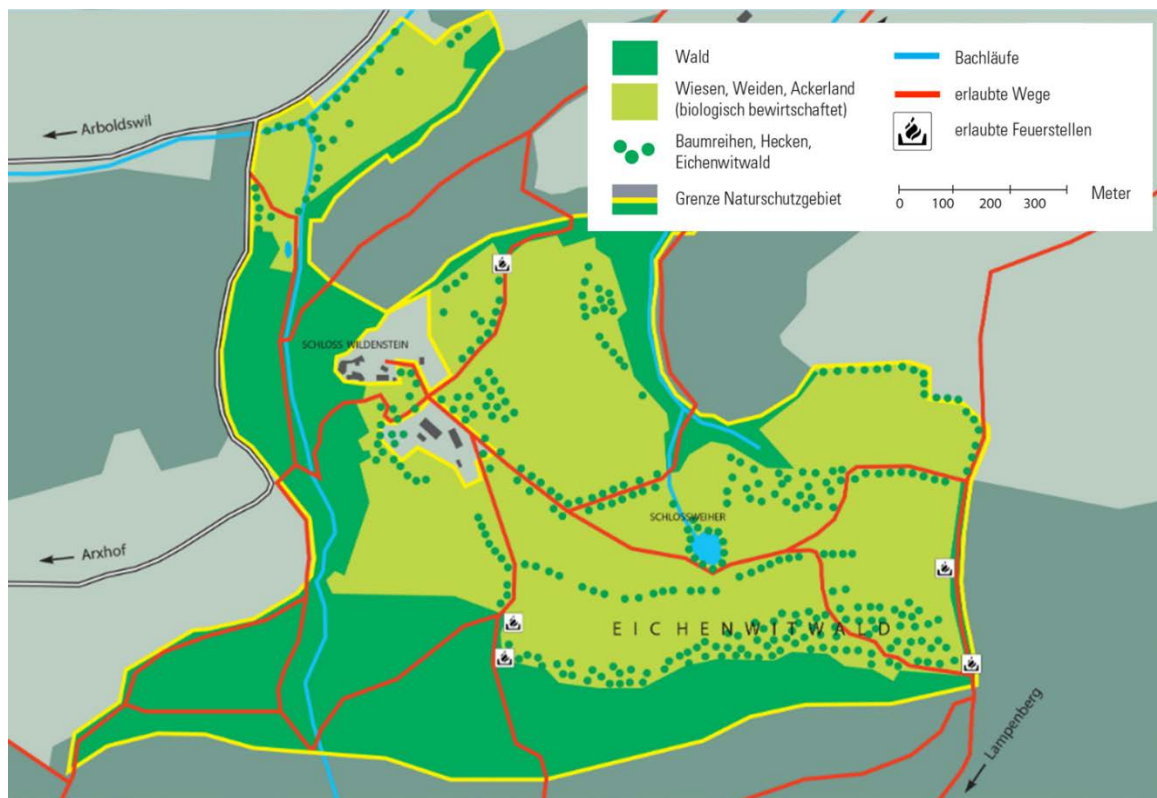 Wald
Wiesen, Weiden, Ackerland
(biologisch bewirtschaftet)
Baumreihen, Hecken,
Eichenwitwald
Grenze Naturschutzgebiet
Bachläufe
erlaubte Wege
erlaubte Feuerstellen
0 100 200 300 Meter
Arboldswil
SCHLOSS WILDENSTEIN
SCHLOSSWEIHER
Arxhof
EICHENWITWALD
Lampenberg